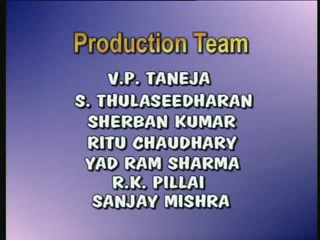 Production Team
V.P. TANEJA
S. THULASEEDHARAN
SHERBAN KUMAR
RITU CHAUDHARY
YAD RAM SHARMA
R.K. PILLAI
SANJAY MISHRA